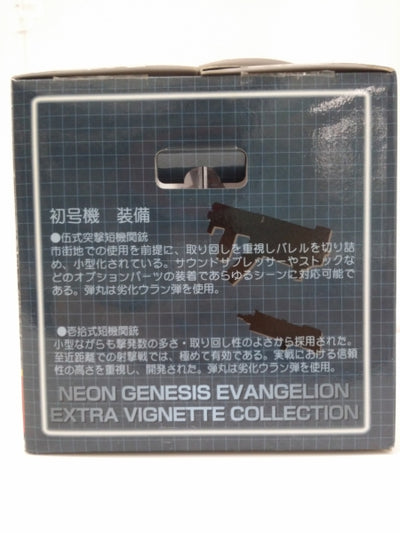 初号機　装備
●伍式突撃短機関銃
市街地での使用を前提に、取り回しを重視しバレルを切り詰
め、小型化されている。サウンドサプレッサーやストックな
どのオプションパーツの装着であらゆるシーンに対応可能で
ある。弾丸は劣化ウラン弾を使用。
●壱拾式短機関銃
小型ながらも撃発数の多さ・取り回し性のよさから採用された。
至近距離での射撃戦では、極めて有効である。実戦における信頼
性の高さを重視し、開発された。弾丸は劣化ウラン弾を使用。
NEON GENESIS EVANGELION
EXTRA VIGNETTE COLLECTION